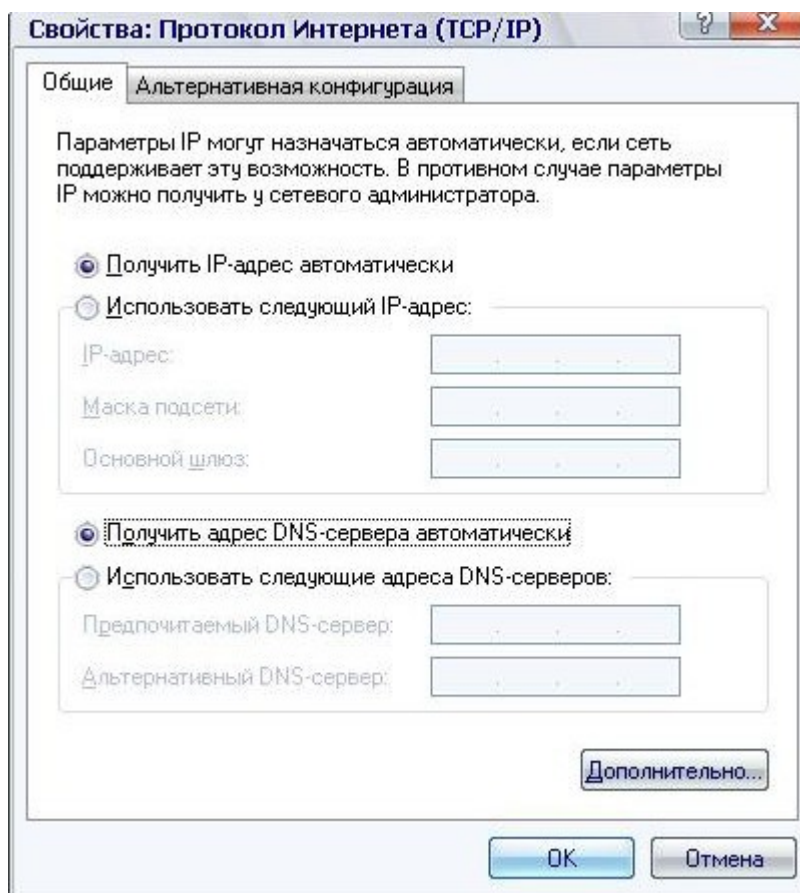 Свойства: Протокол Интернета (TCP/IP)
Общие
Альтернативная конфигурация
Параметры IP могут назначаться автоматически, если сеть
поддерживает эту возможность. В противном случае параметры
IP можно получить у сетевого администратора.
Получить IP-адрес автоматически
Использовать следующий IP-адрес:
IP-адрес:
Маска подсети:
Основной шлюз:
Получить адрес DNS-сервера автоматически
Использовать следующие адреса DNS-серверов:
Предпочитаемый DNS-сервер:
Альтернативный DNS-сервер:
Дополнительно...
OK
Отмена